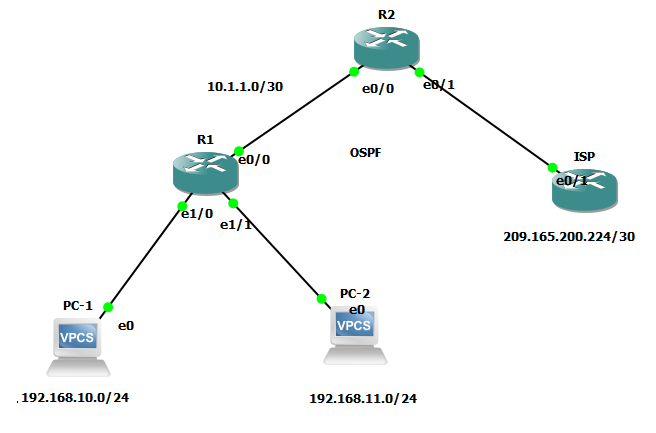 R2
10.1.1.0/30
e0/0
e0/1
R1
e0/0
OSPF
ISP
e0/1
209.165.200.224/30
e1/0
e1/1
PC-1
PC-2
e0
e0
VPCS
VPCS
. 192.168.10.0/24
192.168.11.0/24